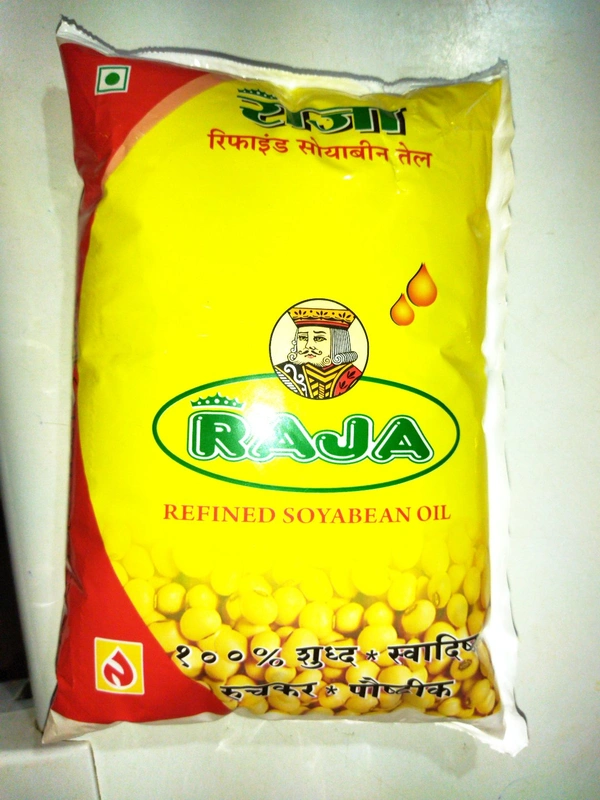 राजा
रिफाइंड सोयाबीन तेल
RAJA
REFINED SOYABEAN OIL
१००% शुध्द * स्वादिष्ट
रुचकर * पौष्टीक